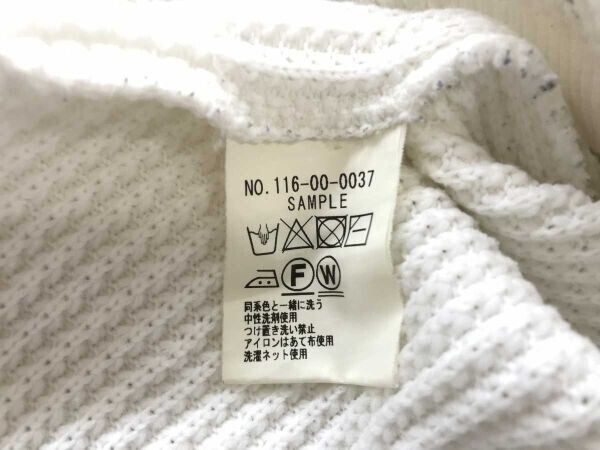 NO.116-00-0037
SAMPLE
F W
同系色と一緒に洗う
中性洗剤使用
つけ置き洗い禁止
アイロンはあて布使用
洗濯ネット使用